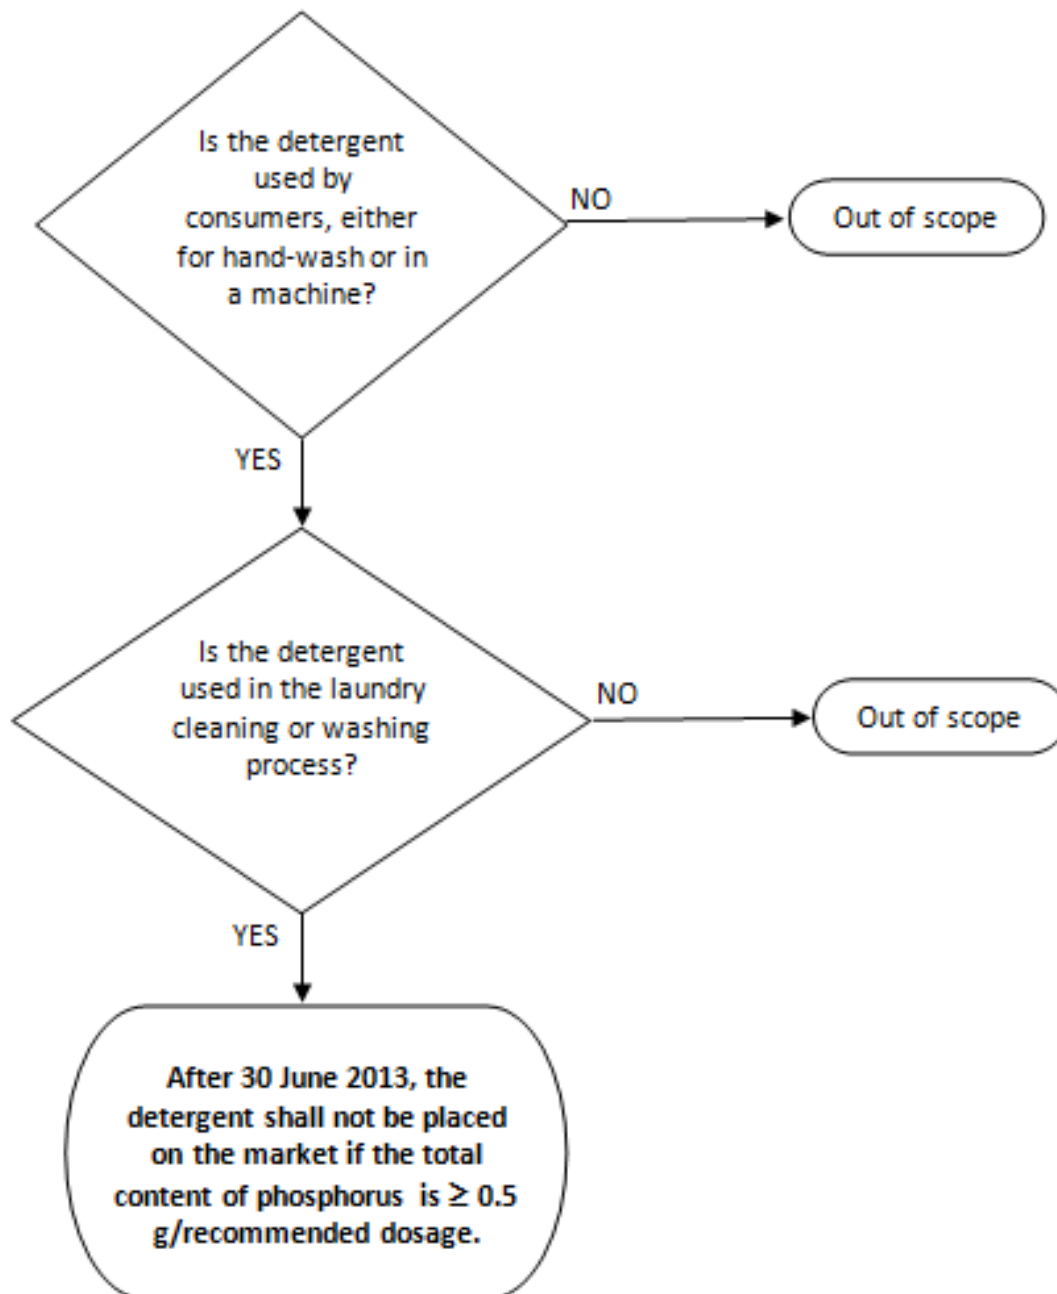 Is the detergent
used by
consumers, either
for hand-wash or in
a machine?
NO
Out of scope
YES
Is the detergent
used in the laundry
cleaning or washing
process?
NO
Out of scope
YES
After 30 June 2013, the
detergent shall not be placed
on the market if the total
content of phosphorus is ≥ 0.5
g/recommended dosage.